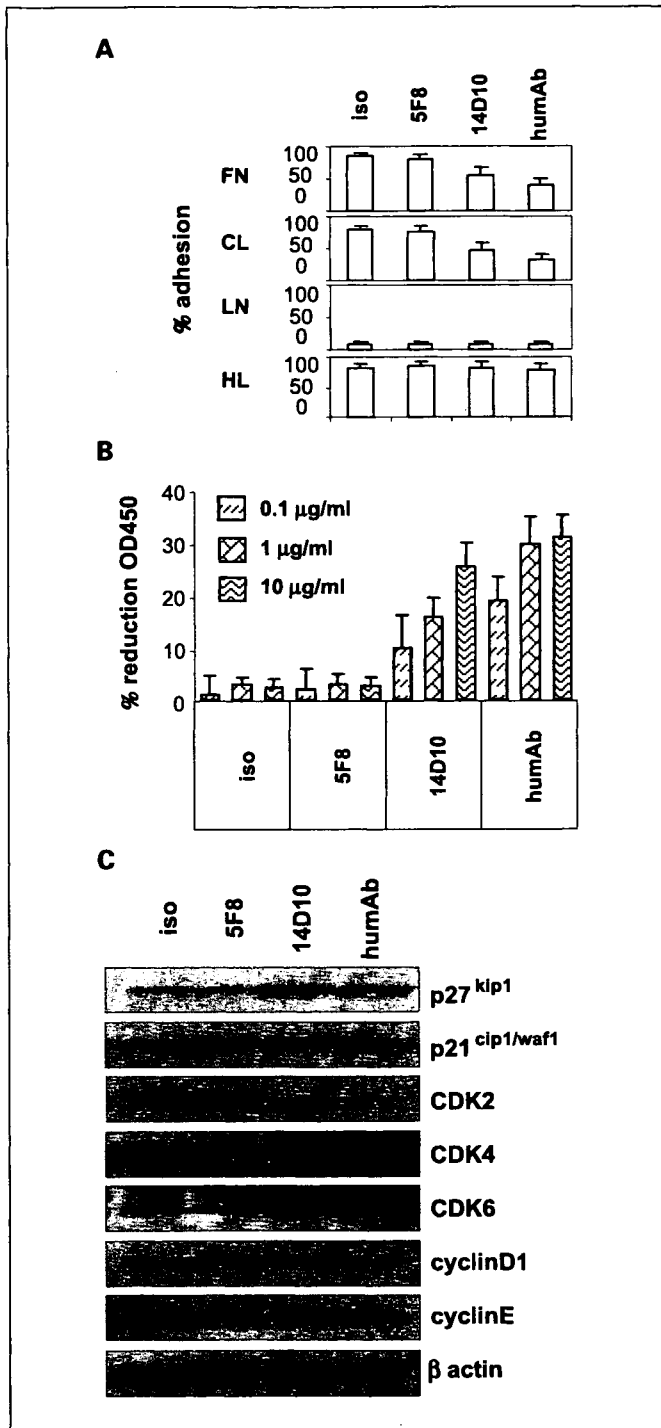 A
iso 5F8 14D10 humAb
% adhesion
FN 100 50 0
CL 100 50 0
LN 100 50 0
HL 100 50 0
B
% reduction OD450
40
30
20
10
0
0.1 µg/ml
1 µg/ml
10 µg/ml
iso 5F8 14D10 humAb
C
iso 5F8 14D10 humAb
p27 kip1
p21 cip1/waf1
CDK2
CDK4
CDK6
cyclinD1
cyclinE
β actin